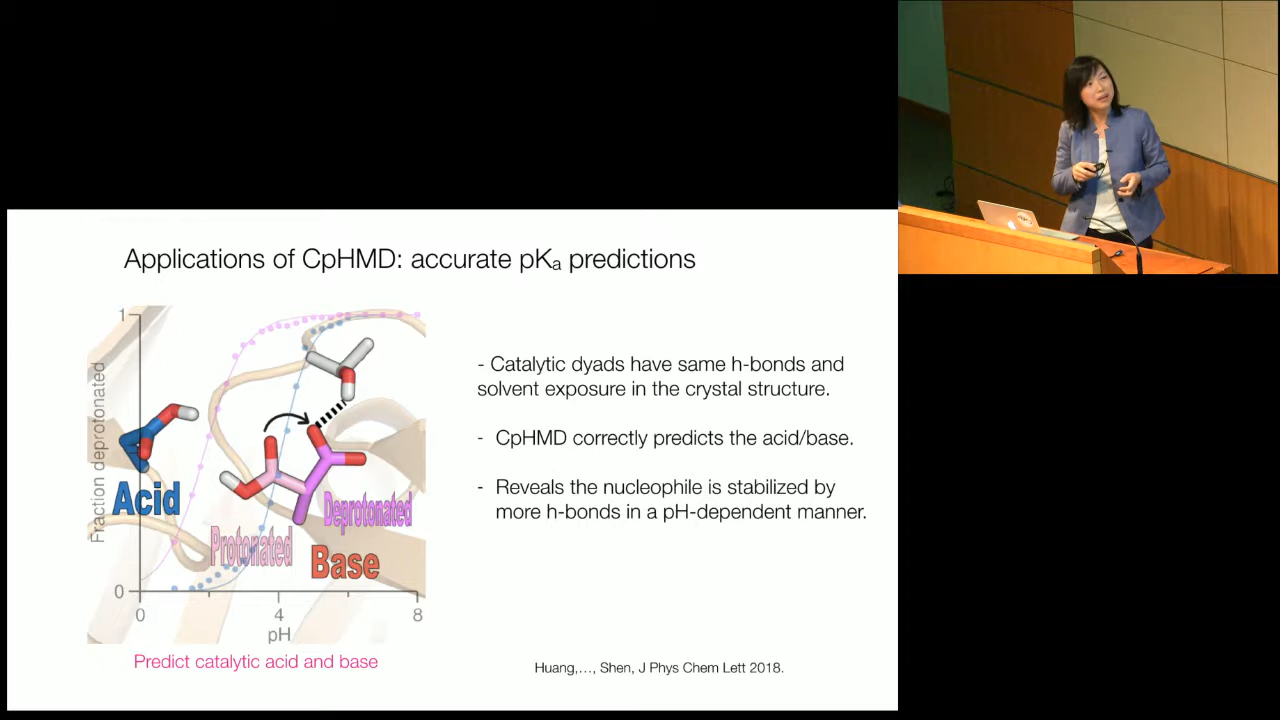 Applications of CpHMD: accurate pKa predictions
1
Fraction deprotonated
0
0
4
8
pH
Acid
Deprotonated
Protonated
Base
Predict catalytic acid and base
- Catalytic dyads have same h-bonds and
solvent exposure in the crystal structure.
- CpHMD correctly predicts the acid/base.
- Reveals the nucleophile is stabilized by
more h-bonds in a pH-dependent manner.
Huang,..., Shen, J Phys Chem Lett 2018.